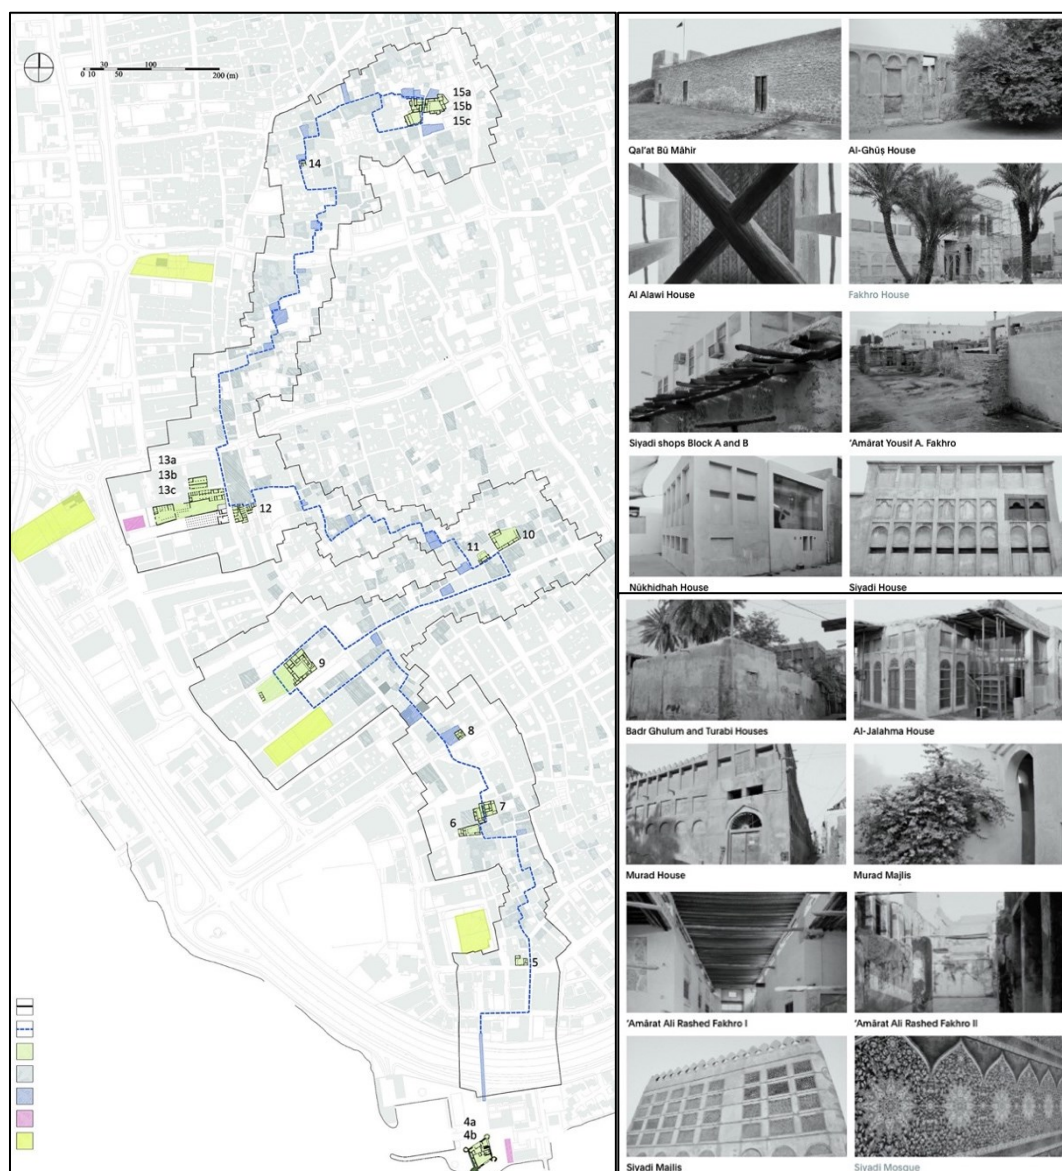 30 100
0 10 50 200 (m)
15a
15b
15c
14
13a
13b
13c
12
11
10
9
8
7
6
5
4a
4b
Qal'at Bū Māhir
Al-Ghūṣ House
Al Alawi House
Fakhro House
Siyadi shops Block A and B
'Amārat Yousif A. Fakhro
Nūkhidhah House
Siyadi House
Badr Ghulum and Turabi Houses
Al-Jalahma House
Murad House
Murad Majlis
'Amārat Ali Rashed Fakhro I
'Amārat Ali Rashed Fakhro II
Siyadi Majlis
Siyadi Mosque